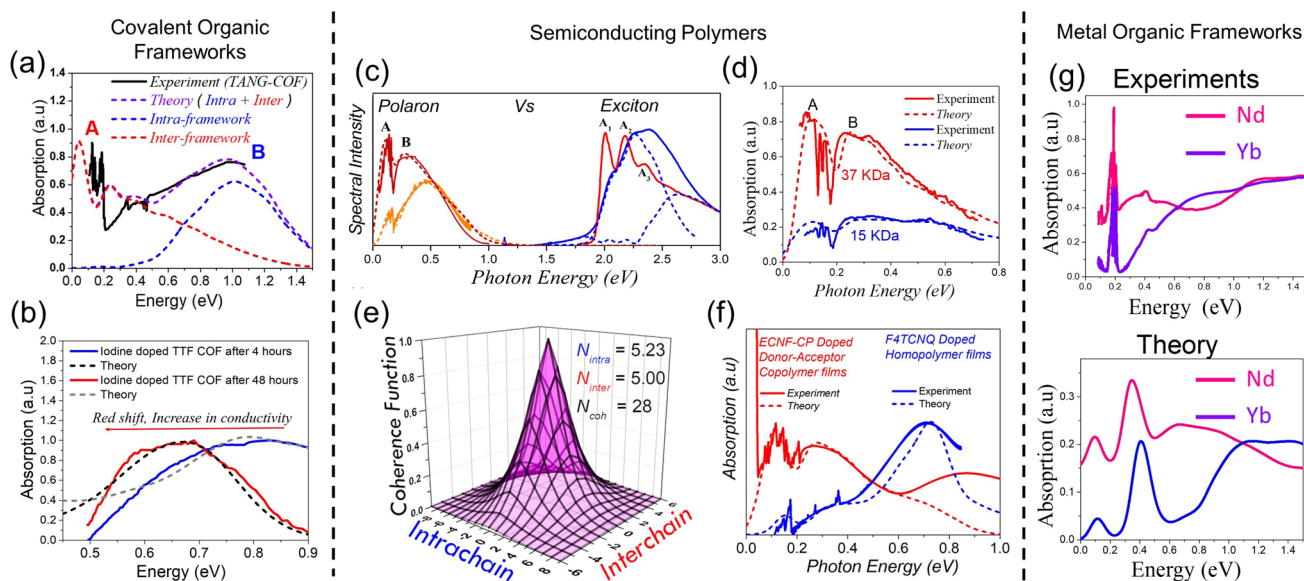 Covalent Organic
Frameworks
Semiconducting Polymers
Metal Organic Frameworks
(a)
Experiment (TANG-COF)
Theory ( Intra + Inter )
Intra-framework
Inter-framework
A
B
Absorption (a.u)
1.4
1.2
1.0
0.8
0.6
0.4
0.2
0.0
0.0 0.2 0.4 0.6 0.8 1.0 1.2 1.4
Energy (eV)
(b)
Iodine doped TTF COF after 4 hours
Theory
Iodine doped TTF COF after 48 hours
Theory
Red shift, Increase in conductivity
Absorption (a.u)
2.0
1.8
1.6
1.4
1.2
1.0
0.8
0.6
0.4
0.2
0.0
0.5 0.6 0.7 0.8 0.9
Energy (eV)
(c)
Polaron Vs Exciton
A
B
A1
A2
A3
Spectral Intensity
0.0 0.5 1.0 1.5 2.0 2.5 3.0
Photon Energy (eV)
(d)
A
B
Experiment
Theory
Experiment
Theory
37 KDa
15 KDa
Absorption (a.u)
1.0
0.8
0.6
0.4
0.2
0.0
0.0 0.2 0.4 0.6 0.8
Photon Energy (eV)
(e)
Nintra = 5.23
Ninter = 5.00
Ncoh = 28
Coherence Function
1.0
0.8
0.6
0.4
0.2
0.0
Intrachain
Interchain
(f)
ECNF-CP Doped
Donor-Acceptor
Copolymer films
Experiment
Theory
F4TCNQ Doped
Homopolymer films
Experiment
Theory
Absorption (a.u)
0.0 0.2 0.4 0.6 0.8 1.0
Photon Energy (eV)
(g)
Experiments
Nd
Yb
Absorption (a.u)
1.0
0.8
0.6
0.4
0.2
0.0
0.0 0.2 0.4 0.6 0.8 1.0 1.2 1.4
Energy (eV)
Theory
Nd
Yb
Absoprtion (a.u)
0.3
0.2
0.1
0.0
0.0 0.2 0.4 0.6 0.8 1.0 1.2 1.4
Energy (eV)